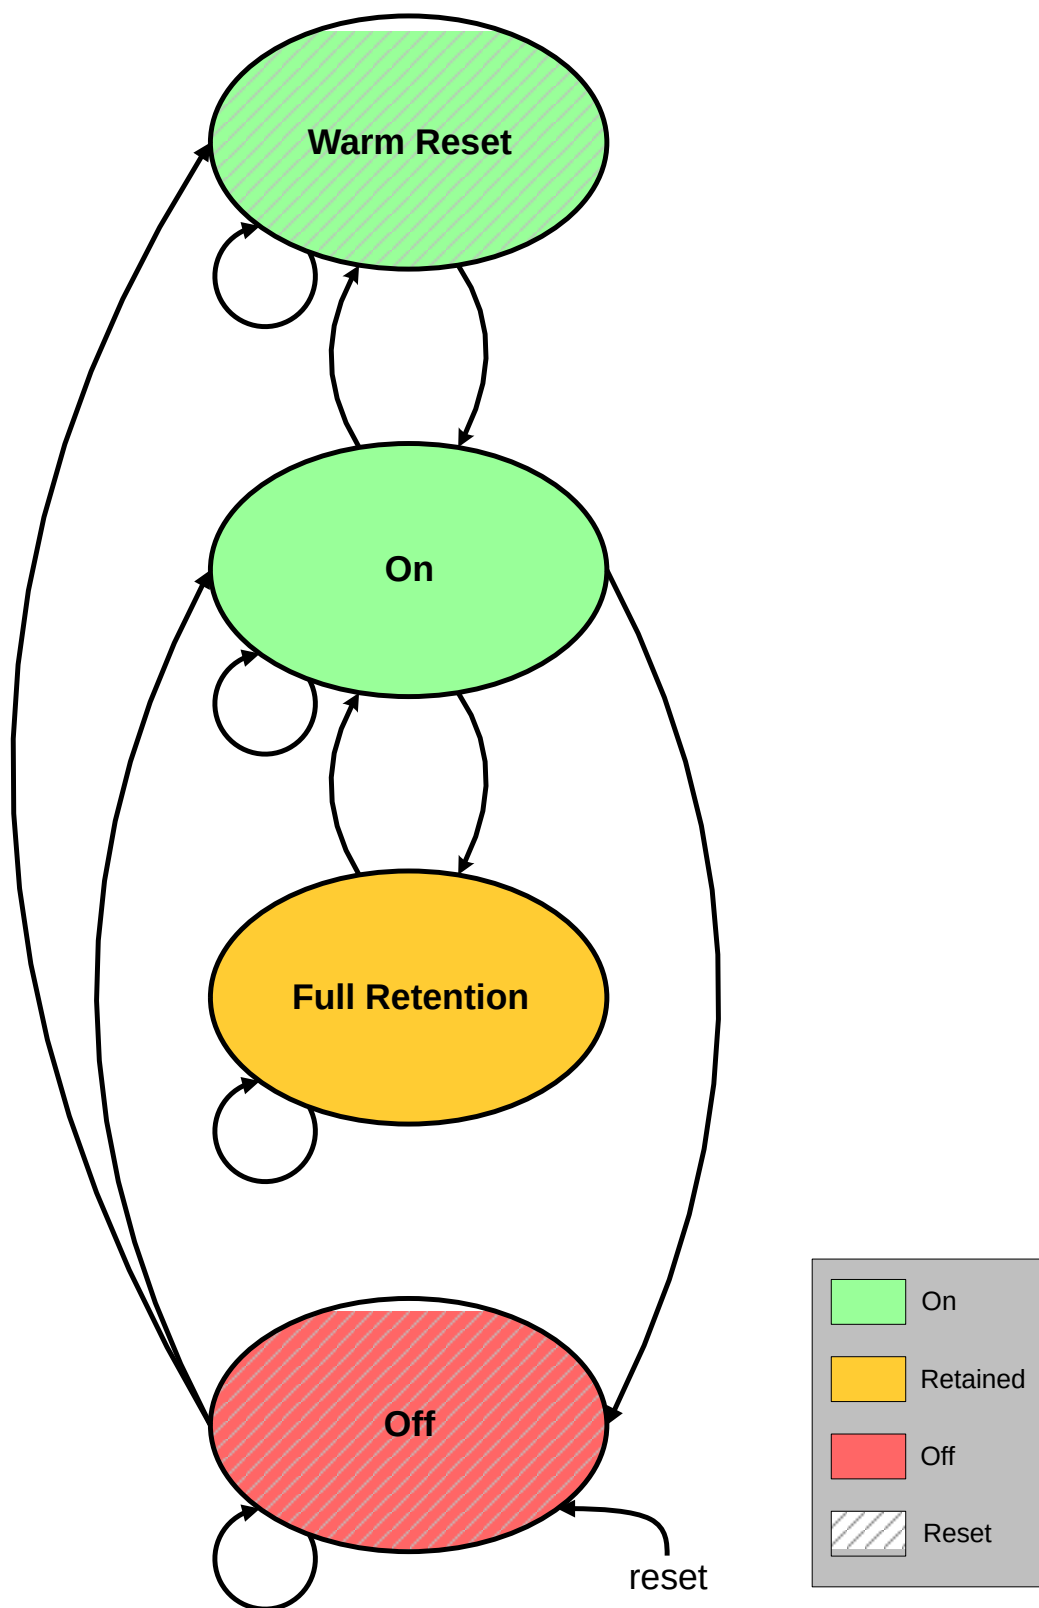 Warm Reset
On
Full Retention
Off
reset
On
Retained
Off
Reset